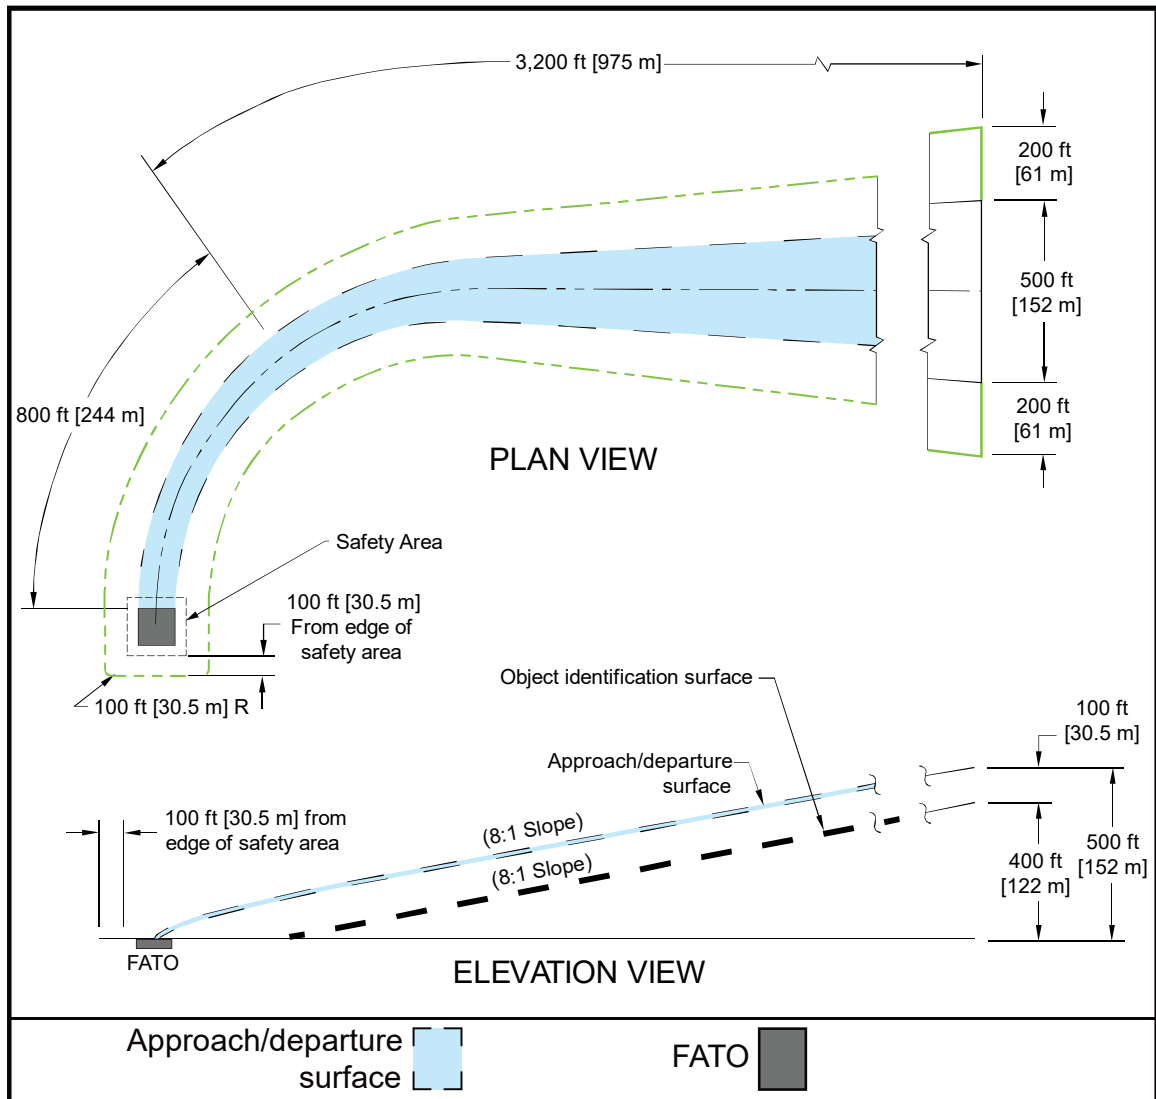 3,200 ft [975 m]
200 ft
[61 m]
500 ft
[152 m]
200 ft
[61 m]
800 ft [244 m]
PLAN VIEW
Safety Area
100 ft [30.5 m]
From edge of
safety area
100 ft [30.5 m] R
Object identification surface
100 ft
[30.5 m]
Approach/departure
surface
100 ft [30.5 m] from
edge of safety area
(8:1 Slope)
(8:1 Slope)
500 ft
[152 m]
400 ft
[122 m]
FATO
ELEVATION VIEW
Approach/departure
surface
FATO